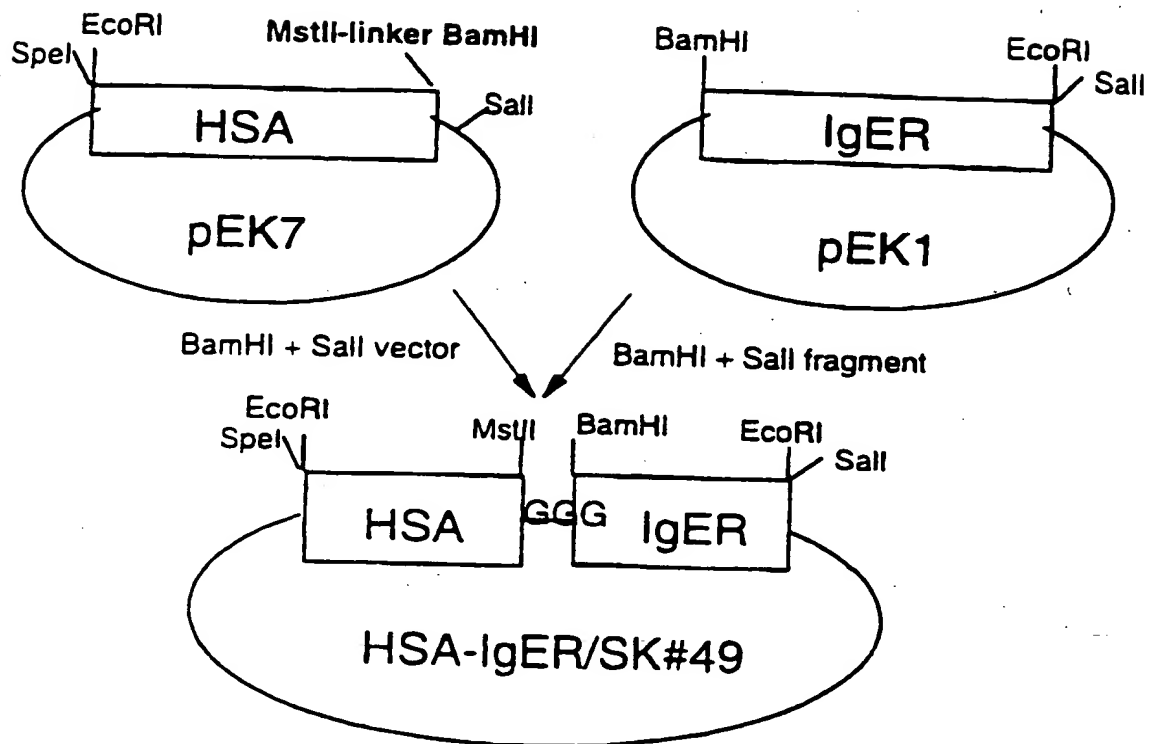 EcoRI
SpeI
MstII-linker BamHI
SalI
HSA
pEK7
BamHI
EcoRI
SalI
IgER
pEK1
BamHI + SalI vector
BamHI + SalI fragment
EcoRI
SpeI
MstII
BamHI
EcoRI
SalI
HSA
GGG
IgER
HSA-IgER/SK#49